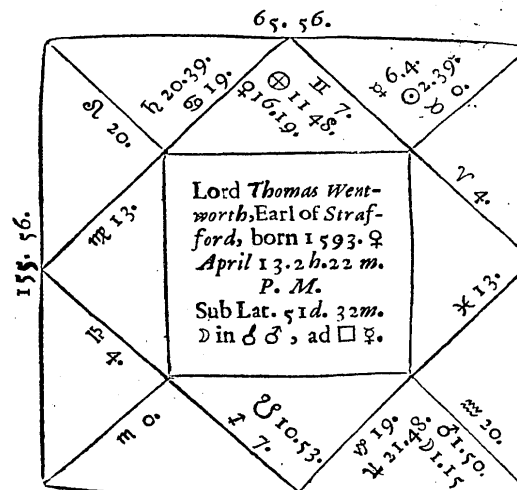 65. 56.
♌ 20.
♄ 20.39.
♋ 19.
⊕ 11 48.
♀ 16.19.
♊ 7.
☿ 6.4.
☉ 2.39.
♉ 0.
♈ 4.
155. 56.
♍ 13.
Lord Thomas Went-
worth, Earl of Straf-
ford, born 1593. ♀
April 13. 2 h. 22 m.
P. M.
Sub Lat. 51 d. 32 m.
☽ in ☌ ♂, ad □ ☿.
♓ 13.
♎ 4.
♏ 0.
☋ 10.53.
♐ 7.
♑ 19.
♃ 21.48.
♂ 1.50.
☽ 1.15
♒ 20.